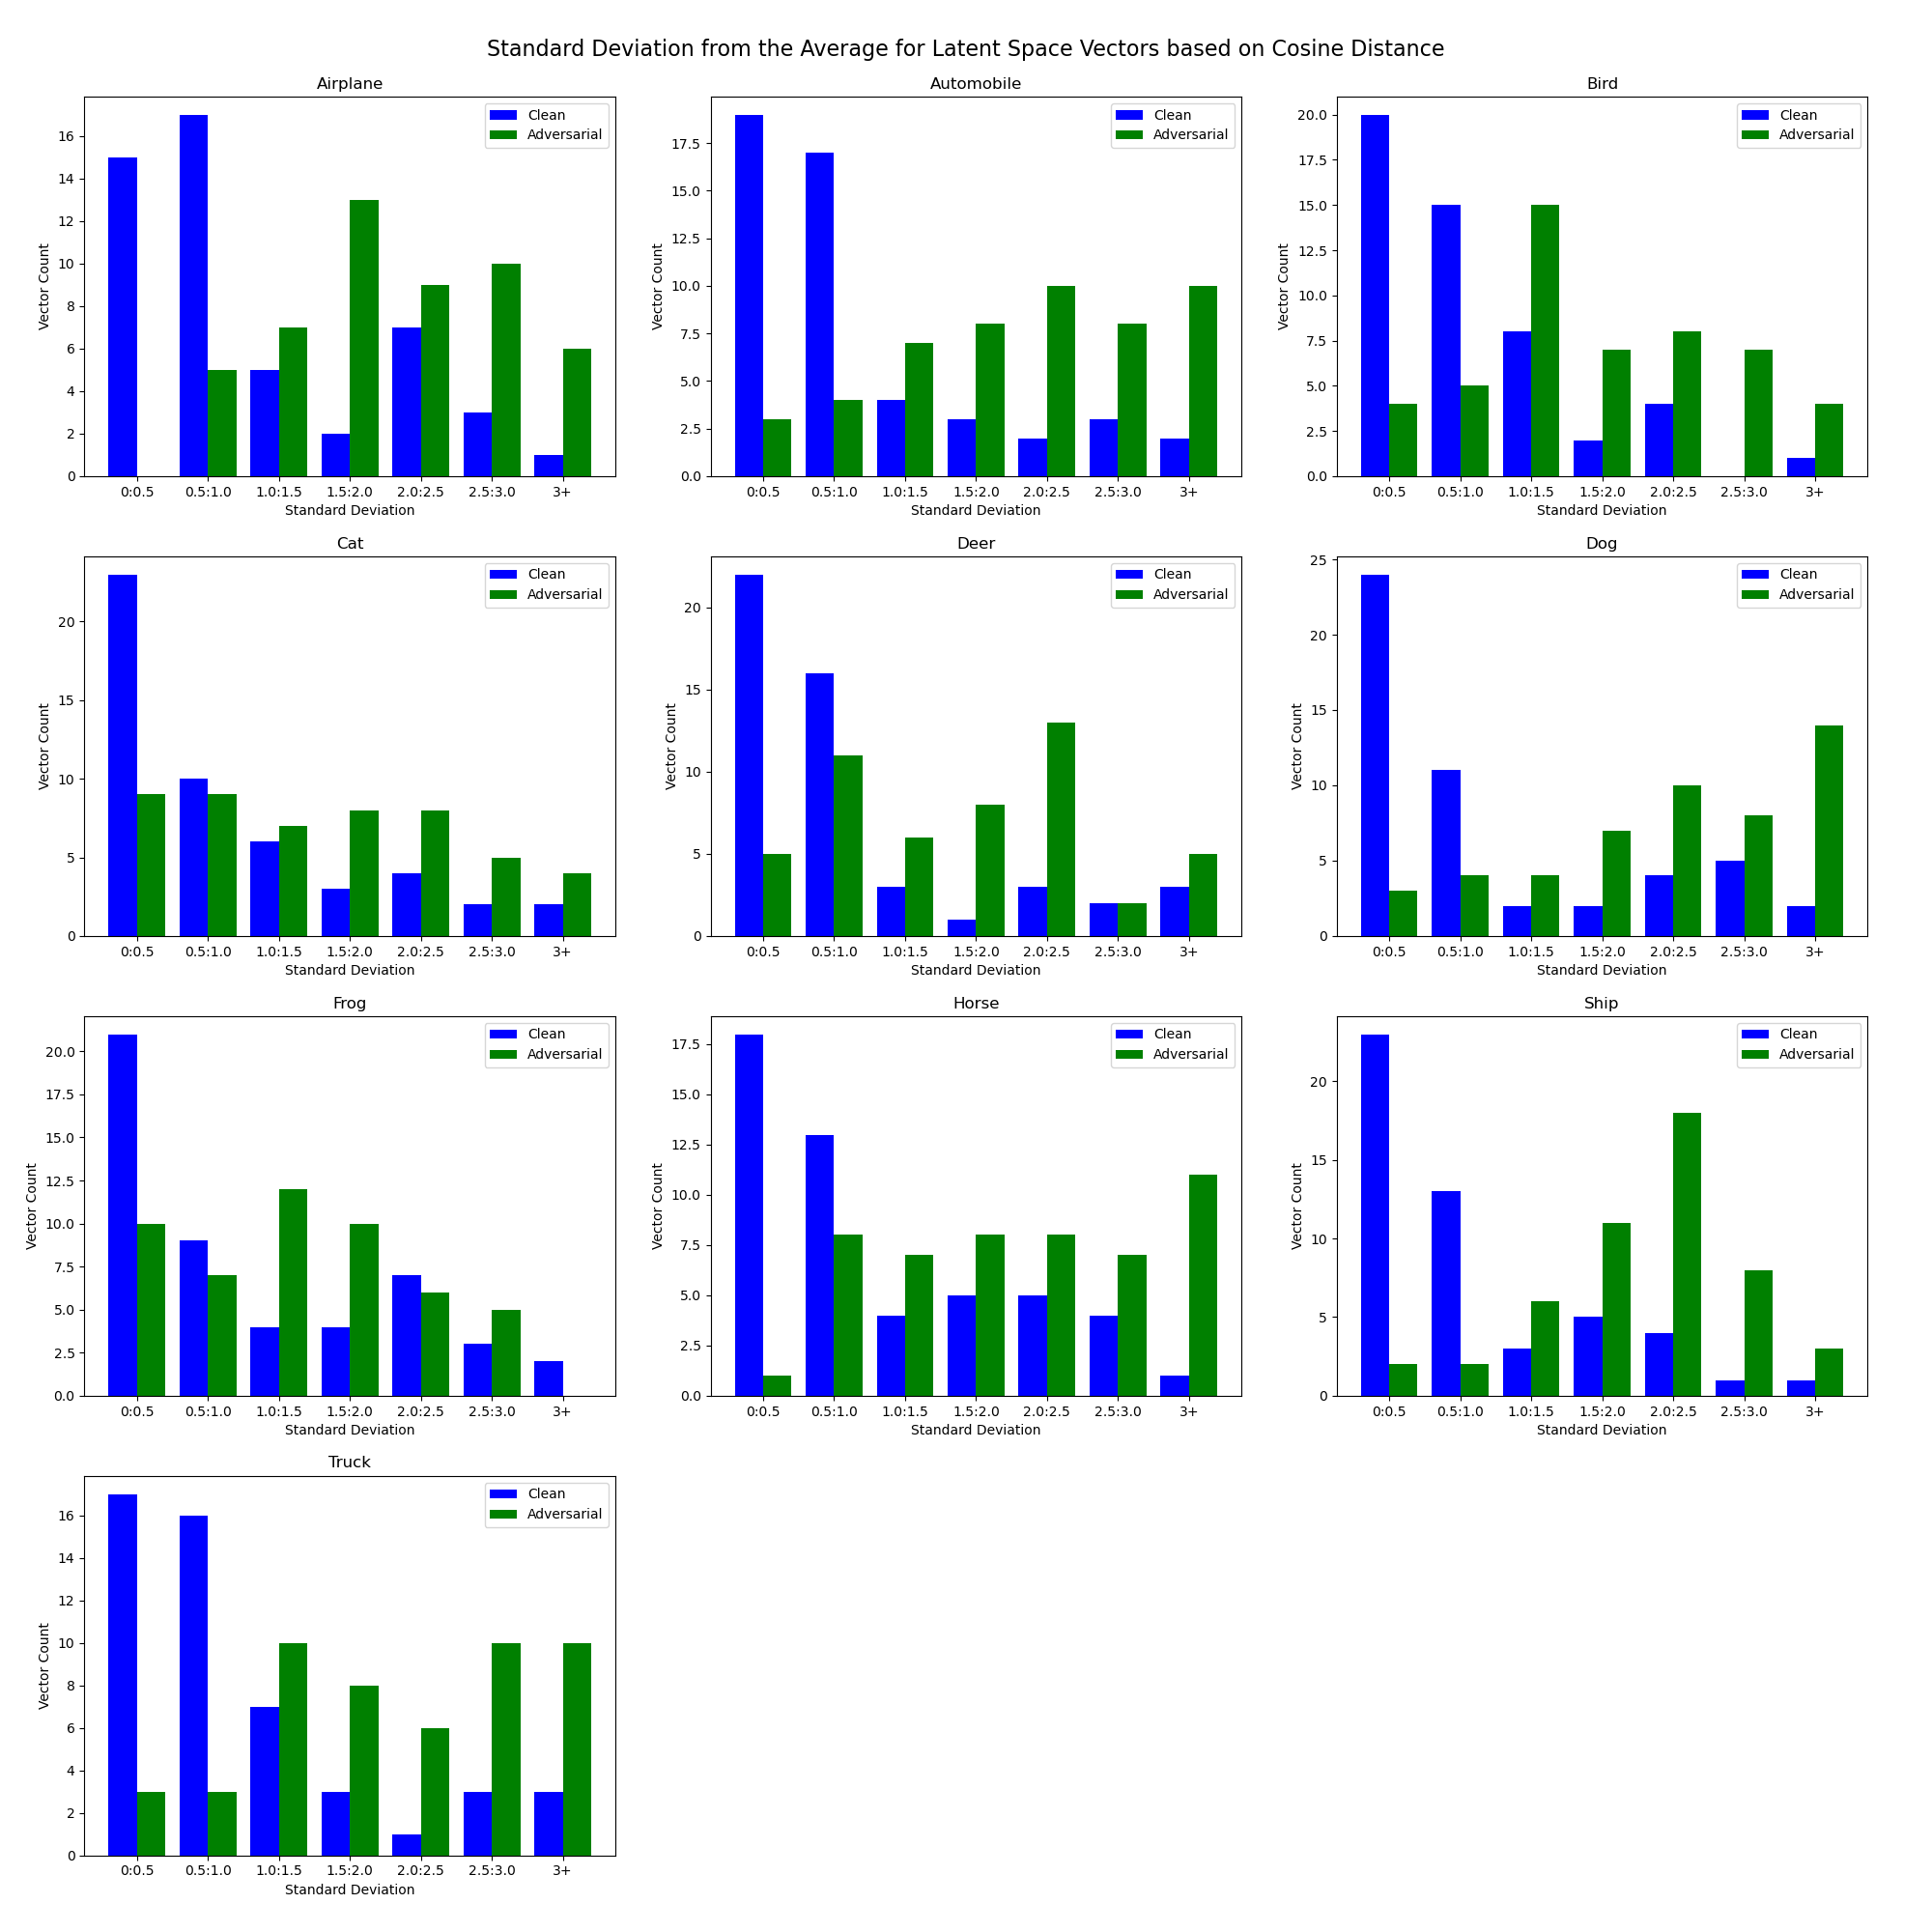 Standard Deviation from the Average for Latent Space Vectors based on Cosine Distance
Airplane
Clean
Adversarial
16
14
12
10
8
6
4
2
0
Vector Count
0:0.5 0.5:1.0 1.0:1.5 1.5:2.0 2.0:2.5 2.5:3.0 3+
Standard Deviation
Automobile
Clean
Adversarial
17.5
15.0
12.5
10.0
7.5
5.0
2.5
0.0
Vector Count
0:0.5 0.5:1.0 1.0:1.5 1.5:2.0 2.0:2.5 2.5:3.0 3+
Standard Deviation
Bird
Clean
Adversarial
20.0
17.5
15.0
12.5
10.0
7.5
5.0
2.5
0.0
Vector Count
0:0.5 0.5:1.0 1.0:1.5 1.5:2.0 2.0:2.5 2.5:3.0 3+
Standard Deviation
Cat
Clean
Adversarial
20
15
10
5
0
Vector Count
0:0.5 0.5:1.0 1.0:1.5 1.5:2.0 2.0:2.5 2.5:3.0 3+
Standard Deviation
Deer
Clean
Adversarial
20
15
10
5
0
Vector Count
0:0.5 0.5:1.0 1.0:1.5 1.5:2.0 2.0:2.5 2.5:3.0 3+
Standard Deviation
Dog
Clean
Adversarial
25
20
15
10
5
0
Vector Count
0:0.5 0.5:1.0 1.0:1.5 1.5:2.0 2.0:2.5 2.5:3.0 3+
Standard Deviation
Frog
Clean
Adversarial
20.0
17.5
15.0
12.5
10.0
7.5
5.0
2.5
0.0
Vector Count
0:0.5 0.5:1.0 1.0:1.5 1.5:2.0 2.0:2.5 2.5:3.0 3+
Standard Deviation
Horse
Clean
Adversarial
17.5
15.0
12.5
10.0
7.5
5.0
2.5
0.0
Vector Count
0:0.5 0.5:1.0 1.0:1.5 1.5:2.0 2.0:2.5 2.5:3.0 3+
Standard Deviation
Ship
Clean
Adversarial
20
15
10
5
0
Vector Count
0:0.5 0.5:1.0 1.0:1.5 1.5:2.0 2.0:2.5 2.5:3.0 3+
Standard Deviation
Truck
Clean
Adversarial
16
14
12
10
8
6
4
2
0
Vector Count
0:0.5 0.5:1.0 1.0:1.5 1.5:2.0 2.0:2.5 2.5:3.0 3+
Standard Deviation